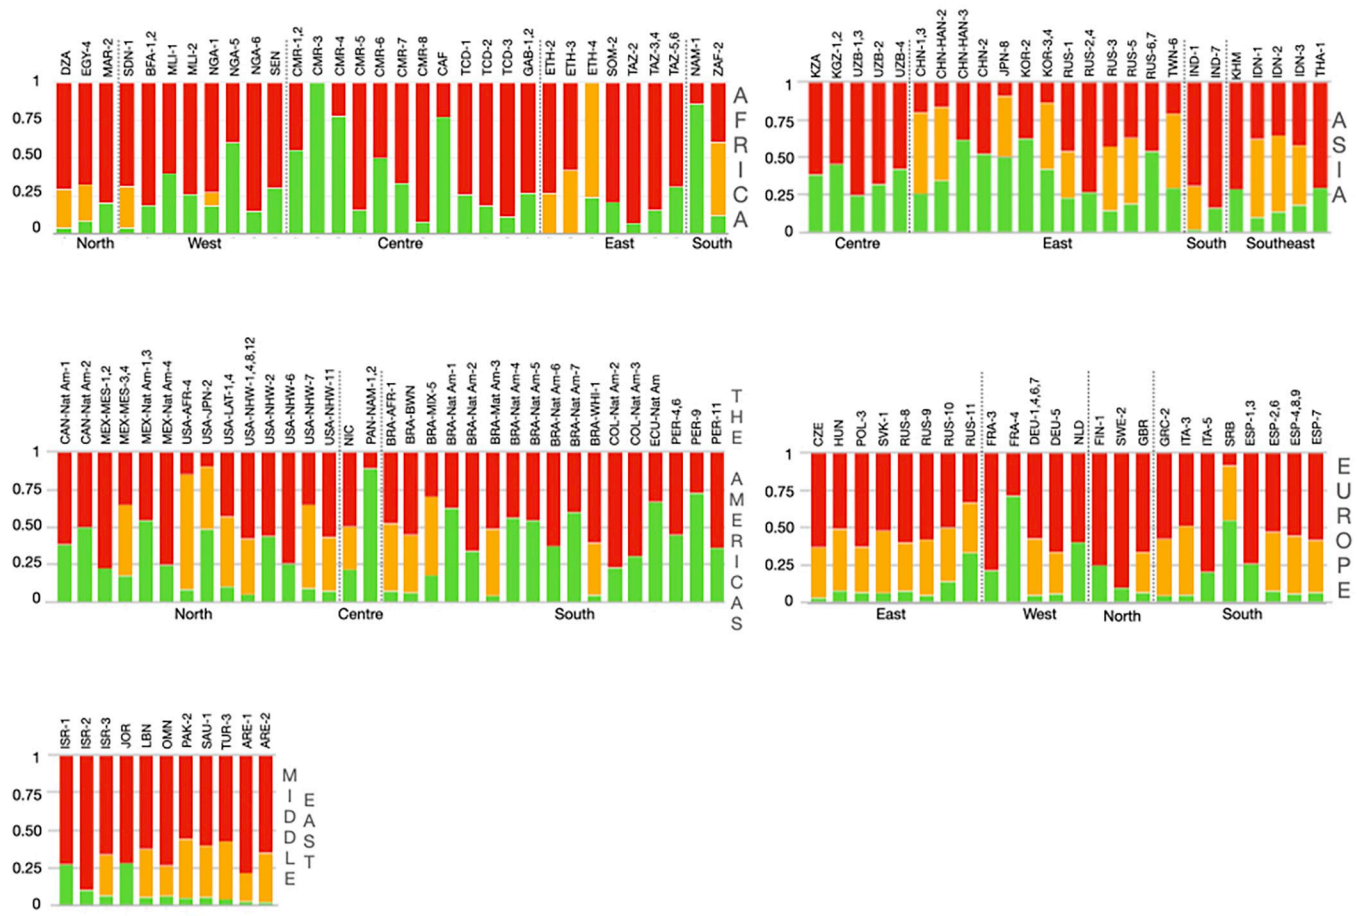 DZA EGY-4 MAR-2 SDN-1 BFA-1,2 MLI-1 MLI-2 NGA-1 NGA-5 NGA-6 SEN CMR-1,2 CMR-3 CMR-4 CMR-5 CMR-6 CMR-7 CMR-8 CAF TCD-1 TCD-2 TCD-3 GAB-1,2 ETH-2 ETH-3 ETH-4 SOM-2 TAZ-2 TAZ-3,4 TAZ-5,6 NAM-1 ZAF-2
1
0.75
0.50
0.25
0
North West Centre East South
AFRICA
KZA KGZ-1,2 UZB-1,3 UZB-2 UZB-4 CHN-1,3 CHN-HAN-2 CHN-HAN-3 CHN-2 JPN-8 KOR-2 KOR-3,4 RUS-1 RUS-2,4 RUS-3 RUS-5 RUS-6,7 TWN-6 IND-1 IND-7 KHM IDN-1 IDN-2 IDN-3 THA-1
1
0.75
0.50
0.25
0
Centre East South Southeast
ASIA
CAN-Nat Am-1 CAN-Nat Am-2 MEX-MES-1,2 MEX-MES-3,4 MEX-Nat Am-1,3 MEX-Nat Am-4 USA-AFR-4 USA-JPN-2 USA-LAT-1,4 USA-NHW-1,4,8,12 USA-NHW-2 USA-NHW-6 USA-NHW-7 USA-NHW-11 NIC PAN-NAM-1,2 BRA-AFR-1 BRA-BWN BRA-MIX-5 BRA-Nat Am-1 BRA-Nat Am-2 BRA-Mat Am-3 BRA-Nat Am-4 BRA-Nat Am-5 BRA-Nat Am-6 BRA-Nat Am-7 BRA-WHI-1 COL-Nat Am-2 COL-Nat Am-3 ECU-Nat Am PER-4,6 PER-9 PER-11
1
0.75
0.50
0.25
0
North Centre South
THE AMERICAS
CZE HUN POL-3 SVK-1 RUS-8 RUS-9 RUS-10 RUS-11 FRA-3 FRA-4 DEU-1,4,6,7 DEU-5 NLD FIN-1 SWE-2 GBR GRC-2 ITA-3 ITA-5 SRB ESP-1,3 ESP-2,6 ESP-4,8,9 ESP-7
1
0.75
0.50
0.25
0
East West North South
EUROPE
ISR-1 ISR-2 ISR-3 JOR LBN OMN PAK-2 SAU-1 TUR-3 ARE-1 ARE-2
1
0.75
0.50
0.25
0
MIDDLE
EAST